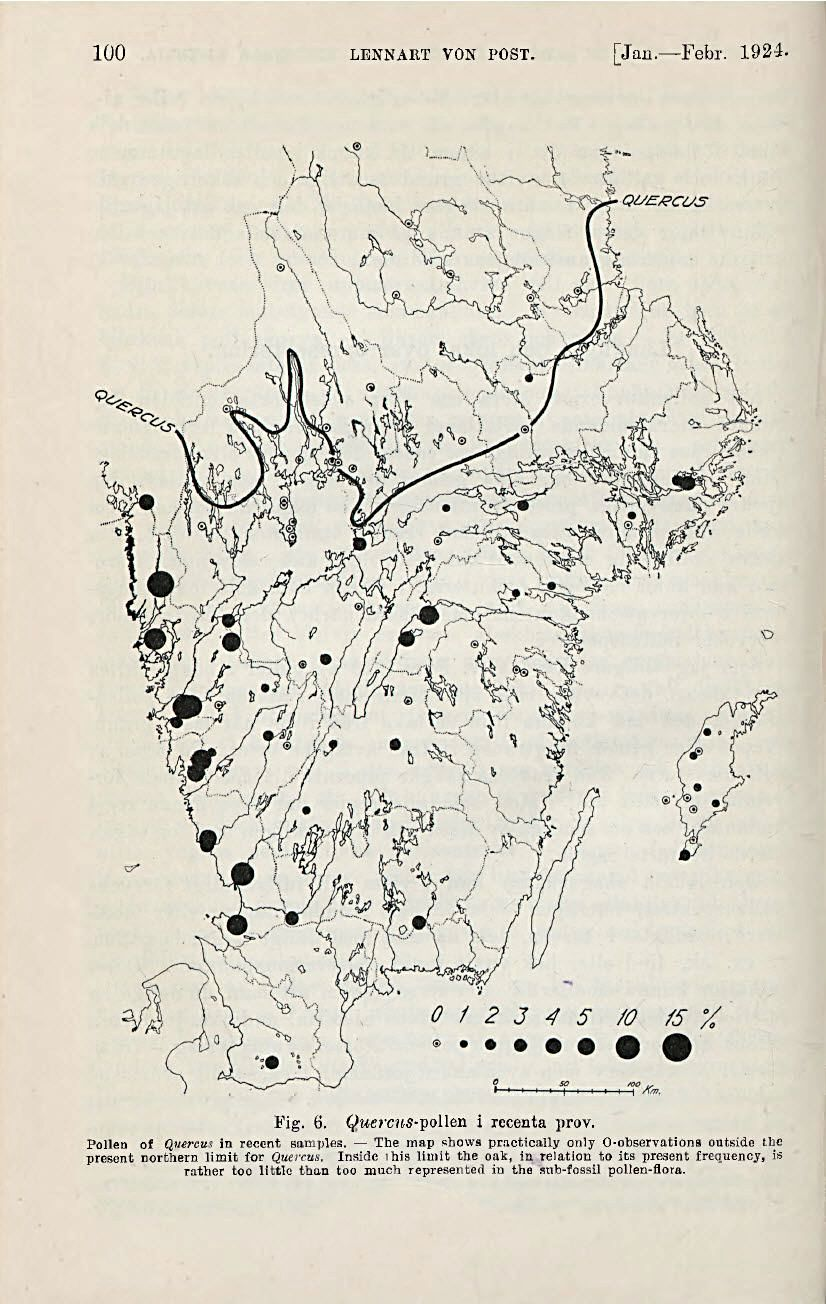 100 LENNART VON POST. [Jan.—Febr. 1924.
QUERCUS
QUERCUS
0 1 2 3 4 5 10 15 %
0 50 100 Km.
Fig. 6. Quercus-pollen i recenta prov.
Pollen of Quercus in recent samples. — The map shows practically only O-observations outside the
present northern limit for Quercus. Inside this limit the oak, in relation to its present frequency, is
rather too little than too much represented in the sub-fossil pollen-flora.